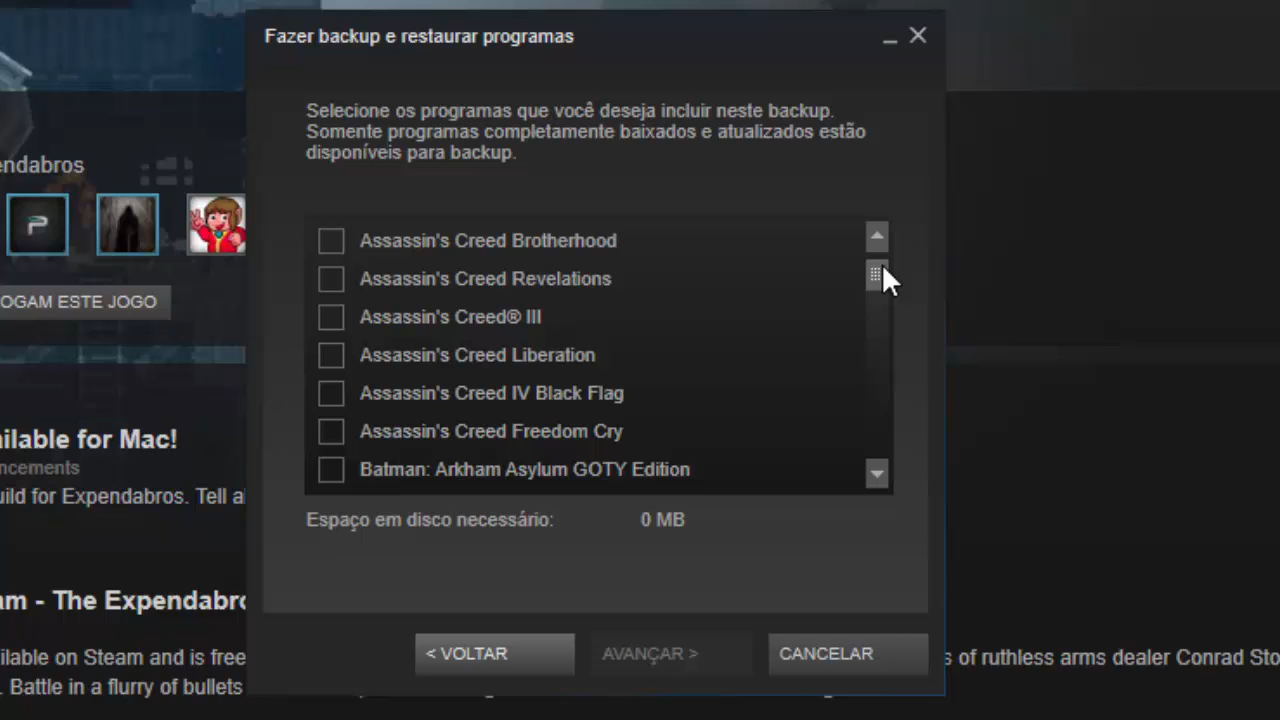 Fazer backup e restaurar programas
Selecione os programas que você deseja incluir neste backup.
Somente programas completamente baixados e atualizados estão
disponíveis para backup.
endabros
OGAM ESTE JOGO
Assassin's Creed Brotherhood
Assassin's Creed Revelations
Assassin's Creed® III
Assassin's Creed Liberation
Assassin's Creed IV Black Flag
Assassin's Creed Freedom Cry
Batman: Arkham Asylum GOTY Edition
Espaço em disco necessário: 0 MB
ailable for Mac!
ncements
uild for Expendabros. Tell a
am - The Expendabro
< VOLTAR
AVANÇAR >
CANCELAR
ilable on Steam and is free
s of ruthless arms dealer Conrad Sto
. Battle in a flurry of bullets